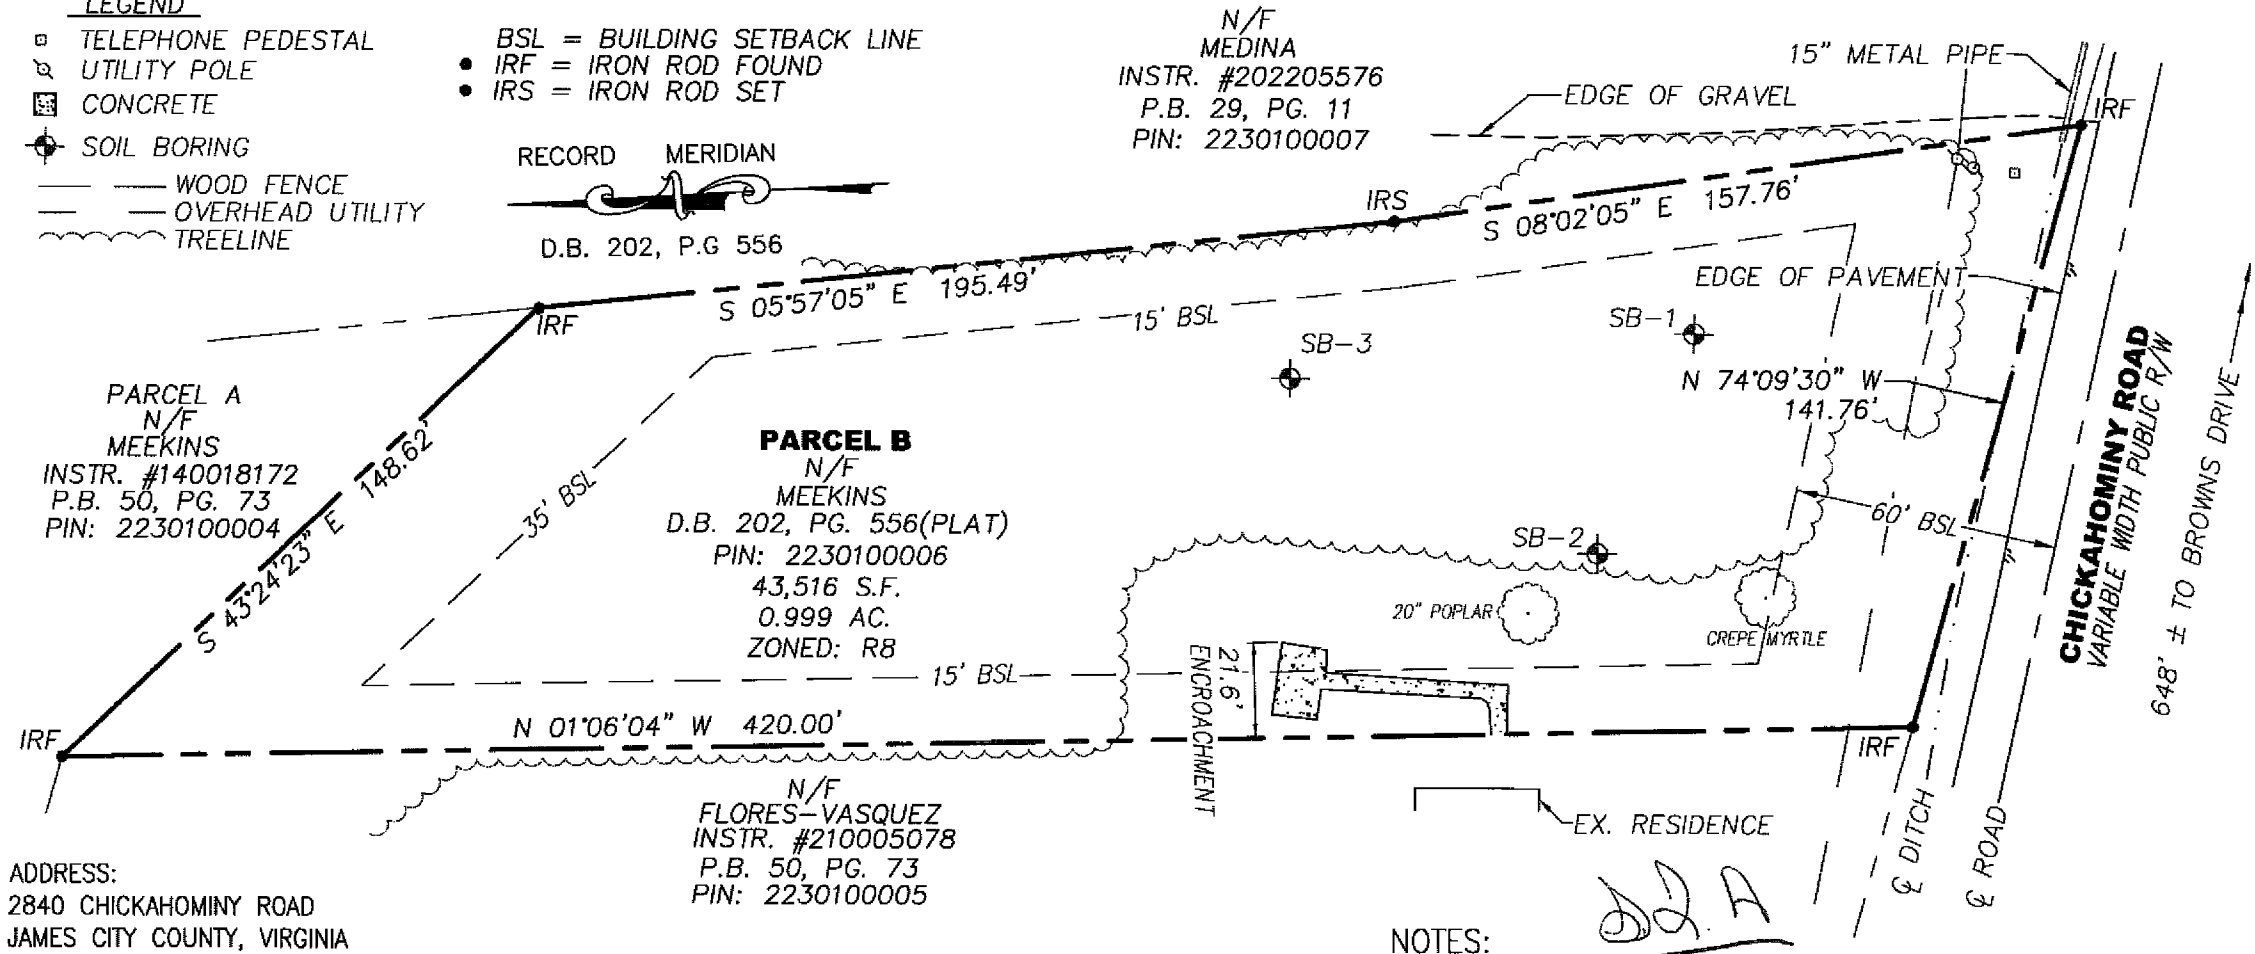 LEGEND
TELEPHONE PEDESTAL
UTILITY POLE
CONCRETE
SOIL BORING
WOOD FENCE
OVERHEAD UTILITY
TREELINE
BSL = BUILDING SETBACK LINE
IRF = IRON ROD FOUND
IRS = IRON ROD SET
RECORD MERIDIAN
N
D.B. 202, P.G 556
N/F
MEDINA
INSTR. #202205576
P.B. 29, PG. 11
PIN: 2230100007
15" METAL PIPE
EDGE OF GRAVEL
IRF
IRS
S 08°02'05" E 157.76'
S 05°57'05" E 195.49'
IRF
15' BSL
EDGE OF PAVEMENT
SB-1
SB-3
N 74°09'30" W
141.76'
PARCEL A
N/F
MEEKINS
INSTR. #140018172
P.B. 50, PG. 73
PIN: 2230100004
S 43°24'23" E 148.62'
35' BSL
PARCEL B
N/F
MEEKINS
D.B. 202, PG. 556(PLAT)
PIN: 2230100006
43,516 S.F.
0.999 AC.
ZONED: R8
SB-2
60' BSL
CHICKAHOMINY ROAD
VARIABLE WIDTH PUBLIC R/W
648' ± TO BROWNS DRIVE
20" POPLAR
CREPE MYRTLE
15' BSL
21.6'
ENCROACHMENT
IRF
N 01°06'04" W 420.00'
IRF
N/F
FLORES-VASQUEZ
INSTR. #210005078
P.B. 50, PG. 73
PIN: 2230100005
EX. RESIDENCE
℄ DITCH
℄ ROAD
ADDRESS:
2840 CHICKAHOMINY ROAD
JAMES CITY COUNTY, VIRGINIA
NOTES: